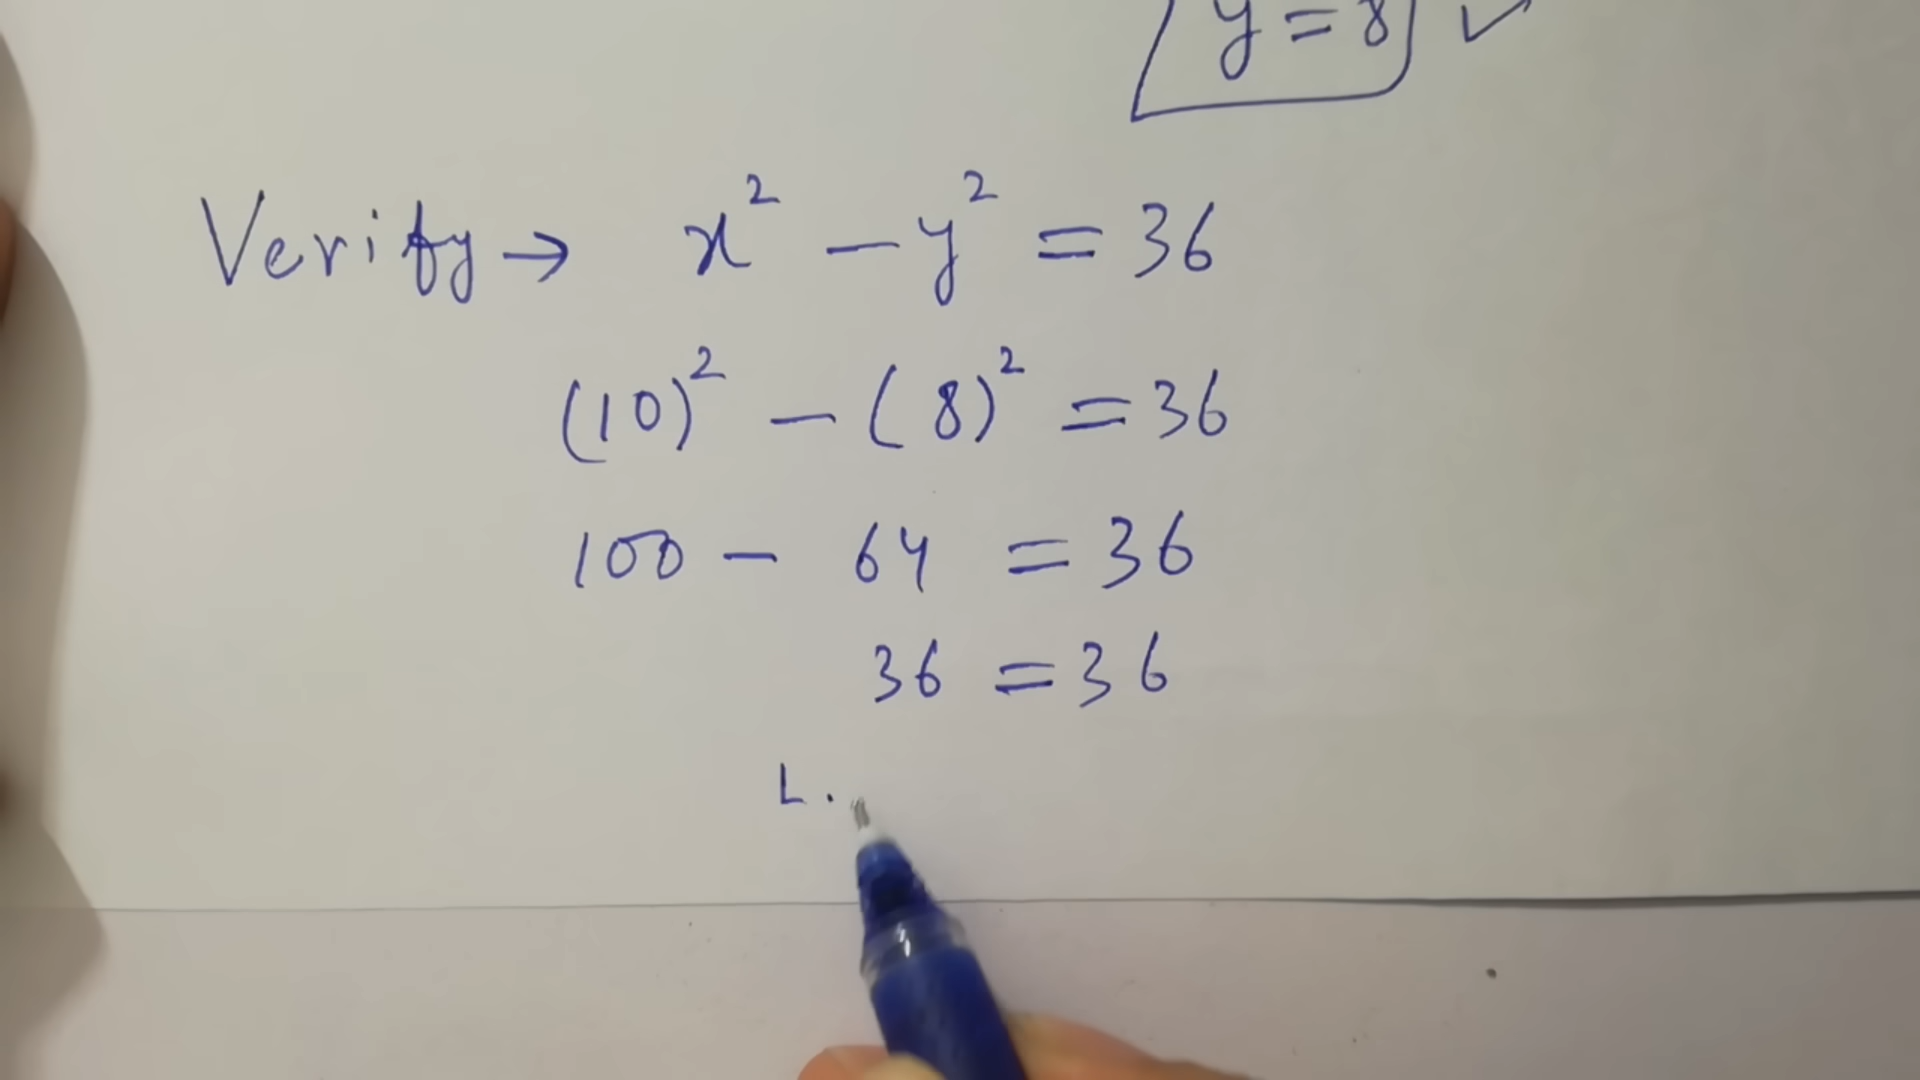 y = 8 ✓
Verify → x² - y² = 36
(10)² - (8)² = 36
100 - 64 = 36
36 = 36
L.